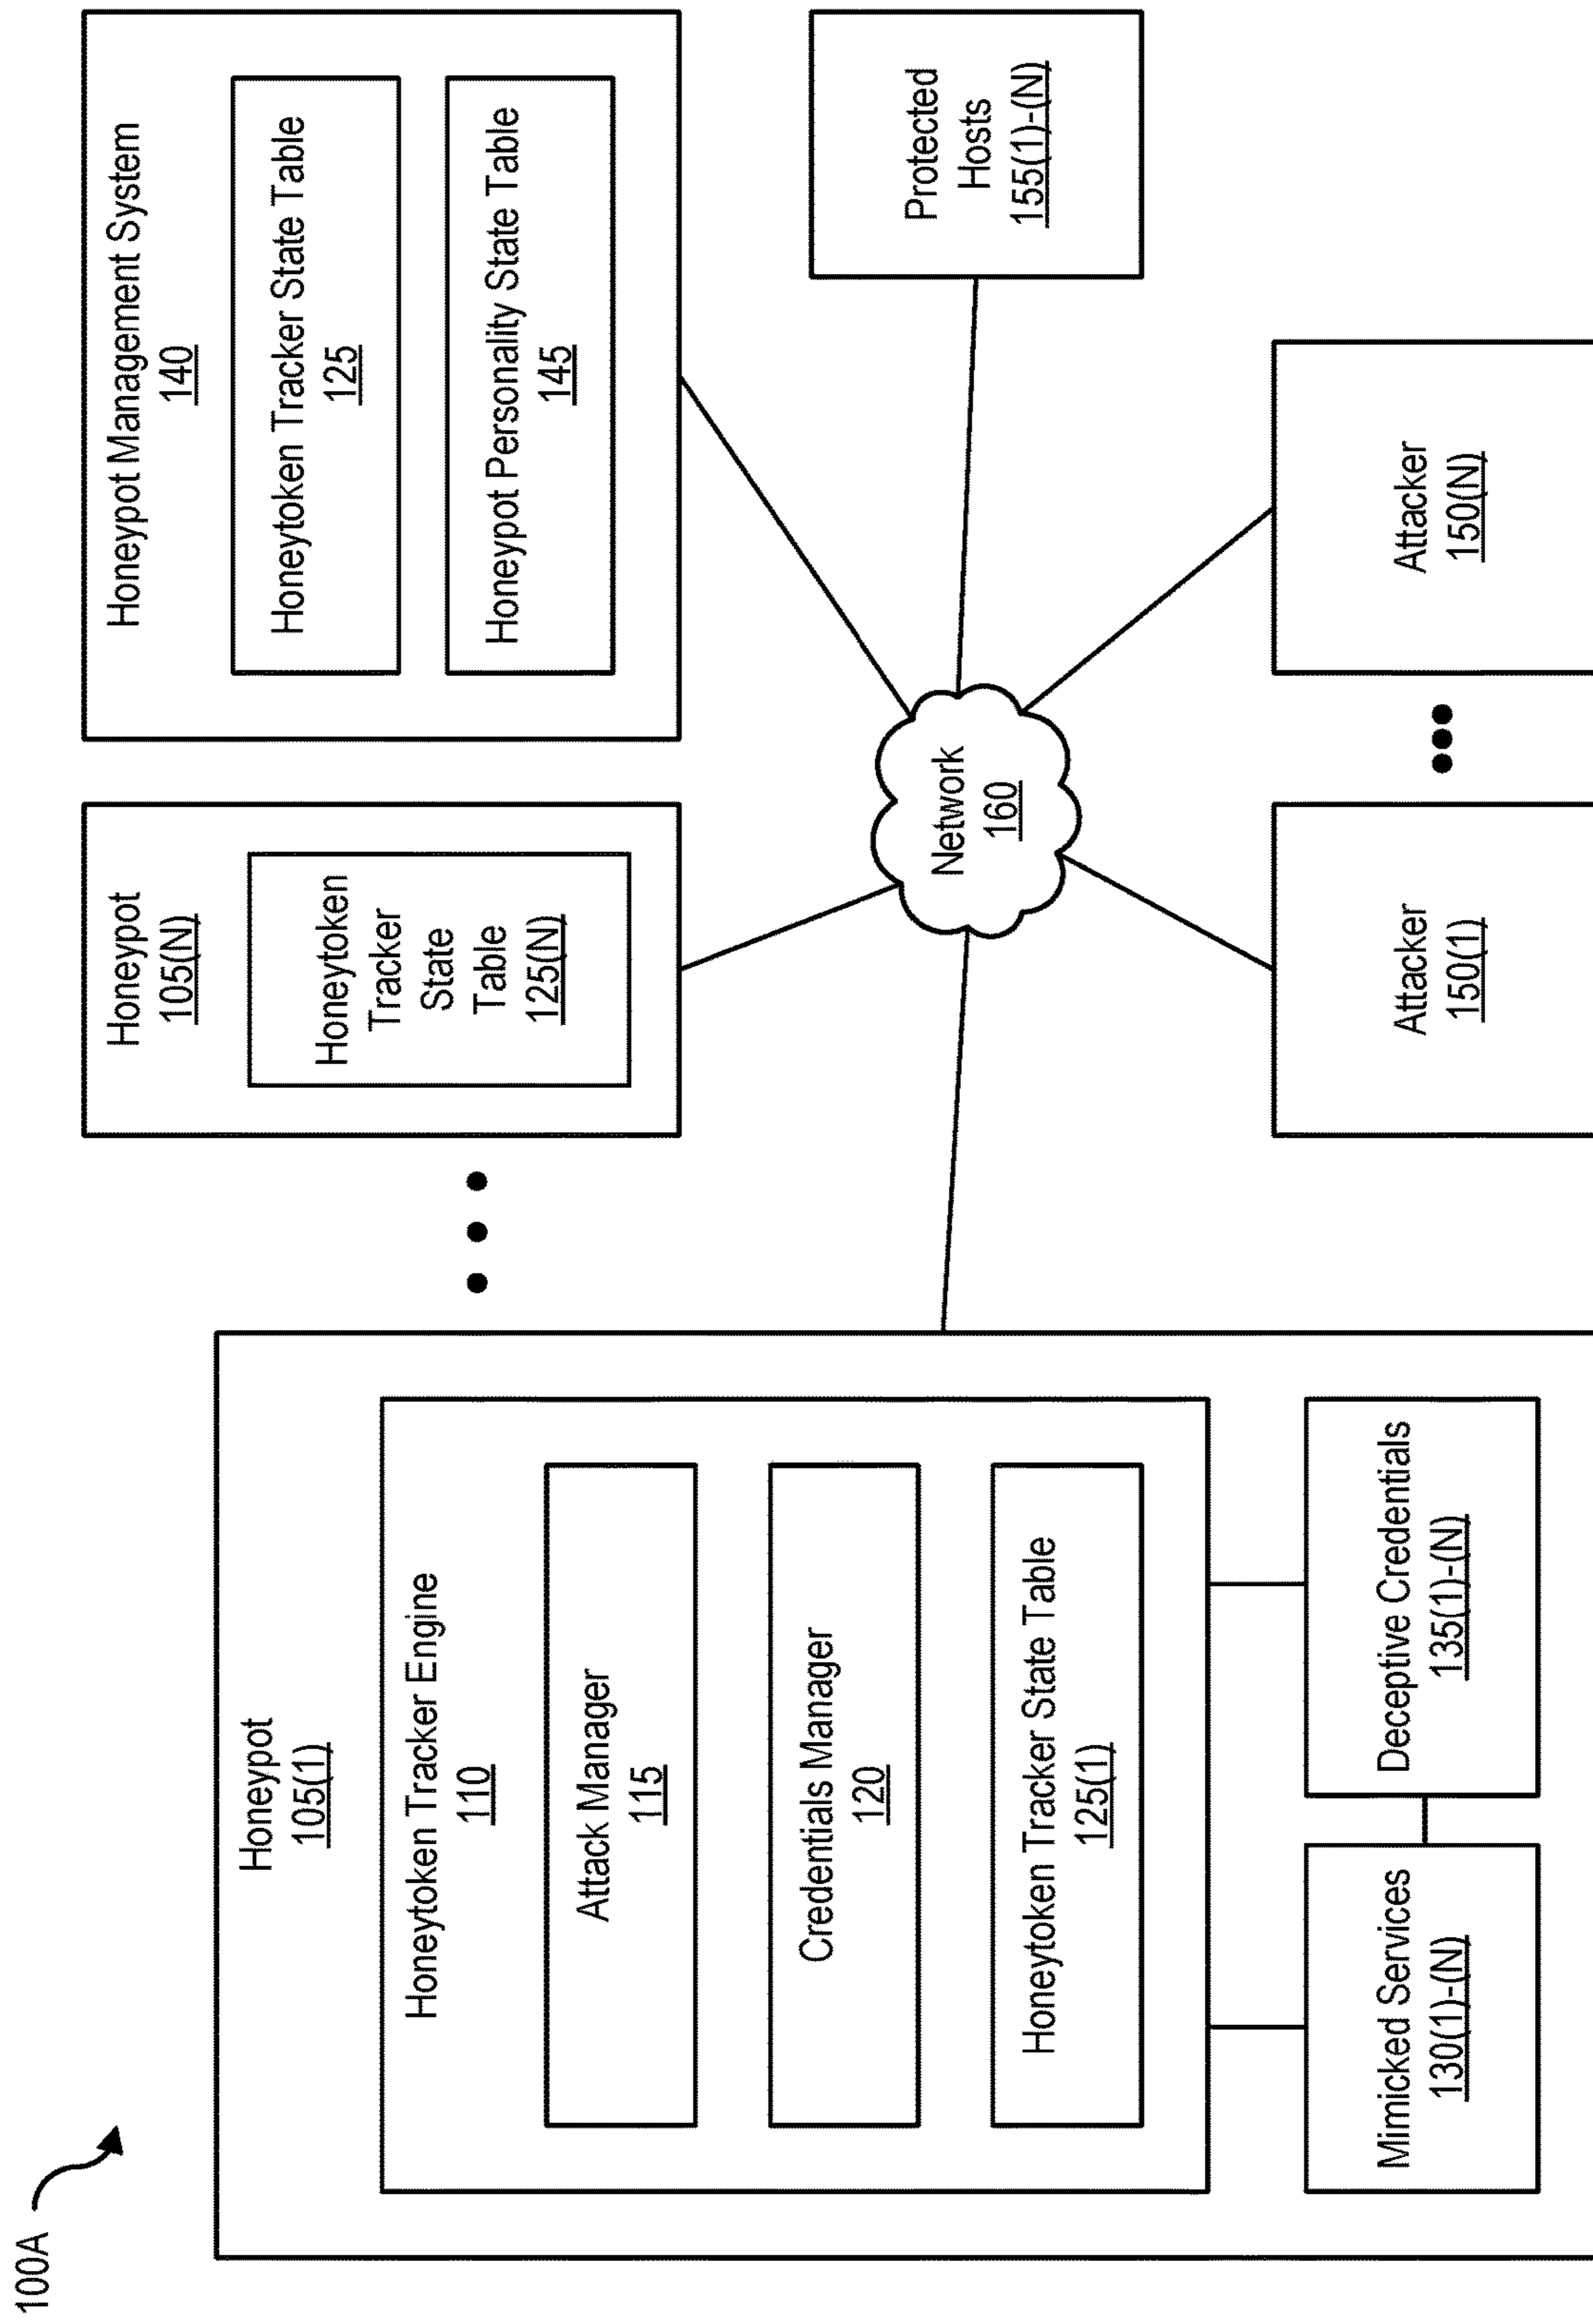 100A
Honeypot
105(1)
Honeytoken Tracker Engine
110
Attack Manager
115
Credentials Manager
120
Honeytoken Tracker State Table
125(1)
Mimicked Services
130(1)-(N)
Deceptive Credentials
135(1)-(N)
Honeypot
105(N)
Honeytoken
Tracker
State
Table
125(N)
Honeypot Management System
140
Honeytoken Tracker State Table
125
Honeypot Personality State Table
145
Network
160
Protected
Hosts
155(1)-(N)
Attacker
150(1)
Attacker
150(N)